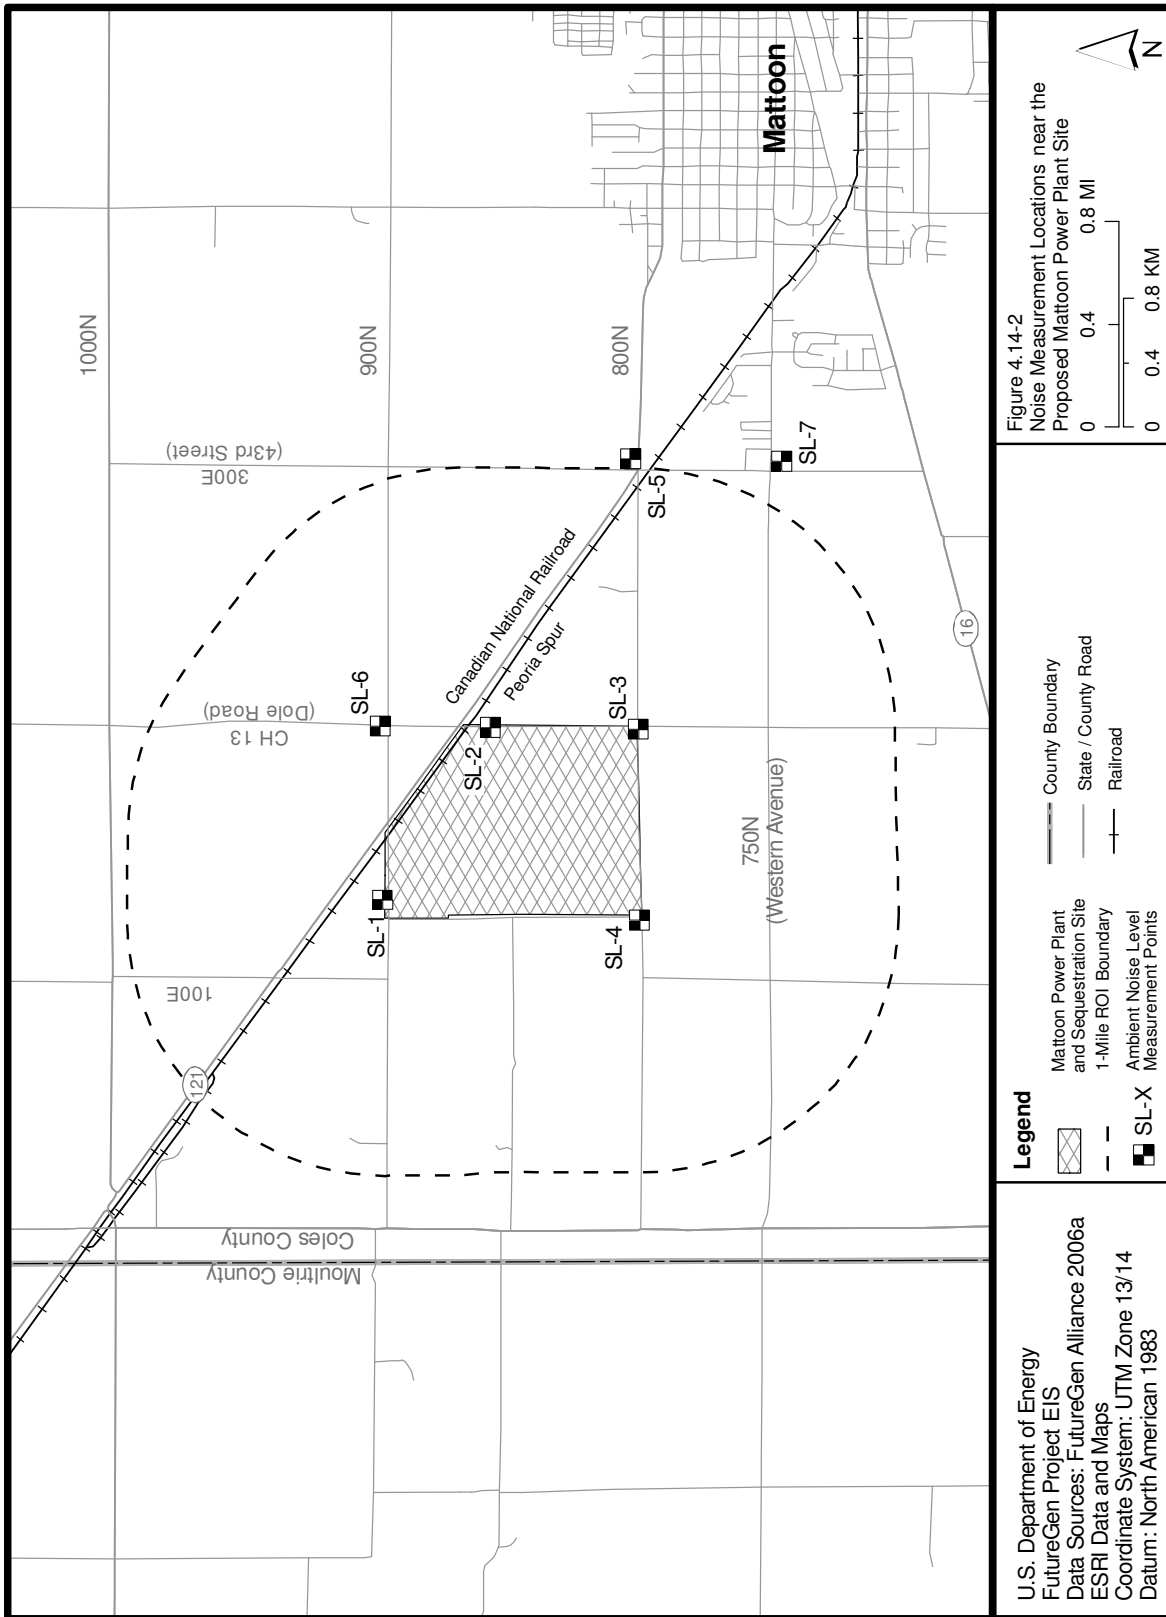 Mattoon
1000N
900N
800N
300E
(43rd Street)
SL-7
SL-5
Canadian National Railroad
Peoria Spur
16
SL-6
CH 13
(Dole Road)
SL-2
SL-3
750N
(Western Avenue)
SL-1
SL-4
100E
121
Coles County
Moultrie County
U.S. Department of Energy
FutureGen Project EIS
Data Sources: FutureGen Alliance 2006a
ESRI Data and Maps
Coordinate System: UTM Zone 13/14
Datum: North American 1983
Legend
Mattoon Power Plant
and Sequestration Site
1-Mile ROI Boundary
SL-X
Ambient Noise Level
Measurement Points
County Boundary
State / County Road
Railroad
Figure 4.14-2
Noise Measurement Locations near the
Proposed Mattoon Power Plant Site
0 0.4 0.8 MI
0 0.4 0.8 KM
N